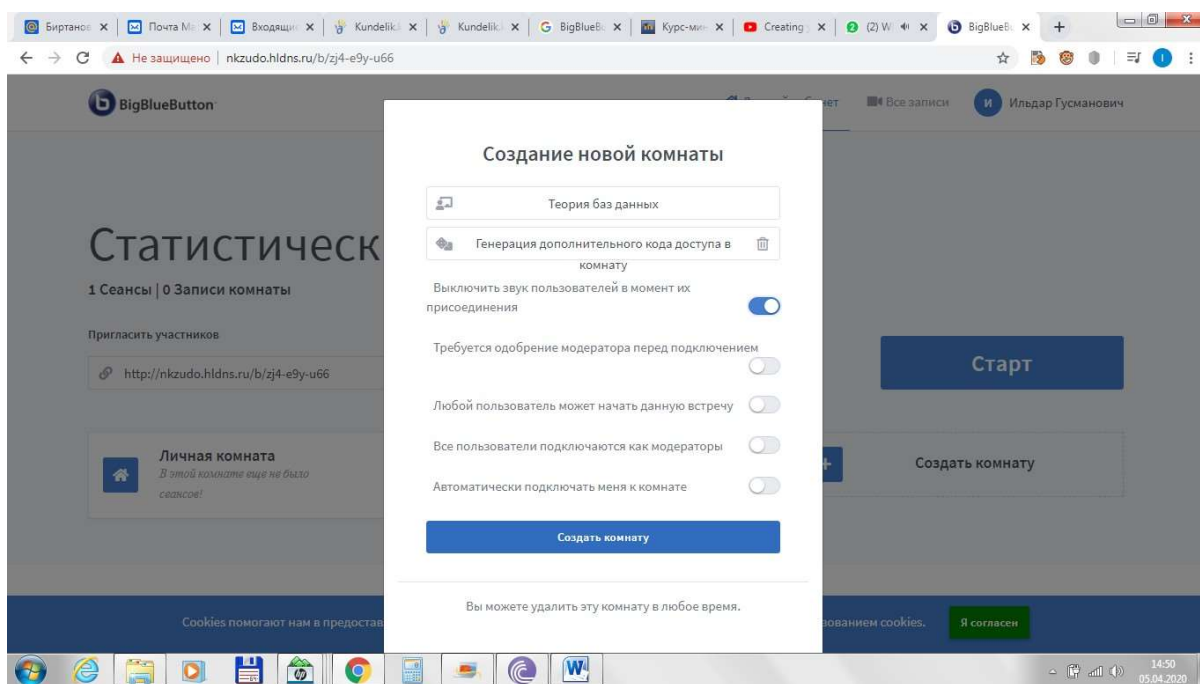 Биртанов
Почта Ma
Входящи
Kundelik.
Kundelik.
BigBlueB
Курс-мин
Creating
(2) W
BigBlueB
Не защищено | nkzudo.hldns.ru/b/zj4-e9y-u66
BigBlueButton
Все записи
И
Ильдар Гусманович
Создание новой комнаты
Теория баз данных
Генерация дополнительного кода доступа в
комнату
Выключить звук пользователей в момент их
присоединения
Требуется одобрение модератора перед подключением
Любой пользователь может начать данную встречу
Все пользователи подключаются как модераторы
Автоматически подключать меня к комнате
Создать комнату
Вы можете удалить эту комнату в любое время.
Статистическ
1 Сеансы | 0 Записи комнаты
Пригласить участников
http://nkzudo.hldns.ru/b/zj4-e9y-u66
Старт
Личная комната
В этой комнате еще не было
сеансов!
Создать комнату
Cookies помогают нам в предостав
зованием cookies.
Я согласен
14:50
05.04.2020